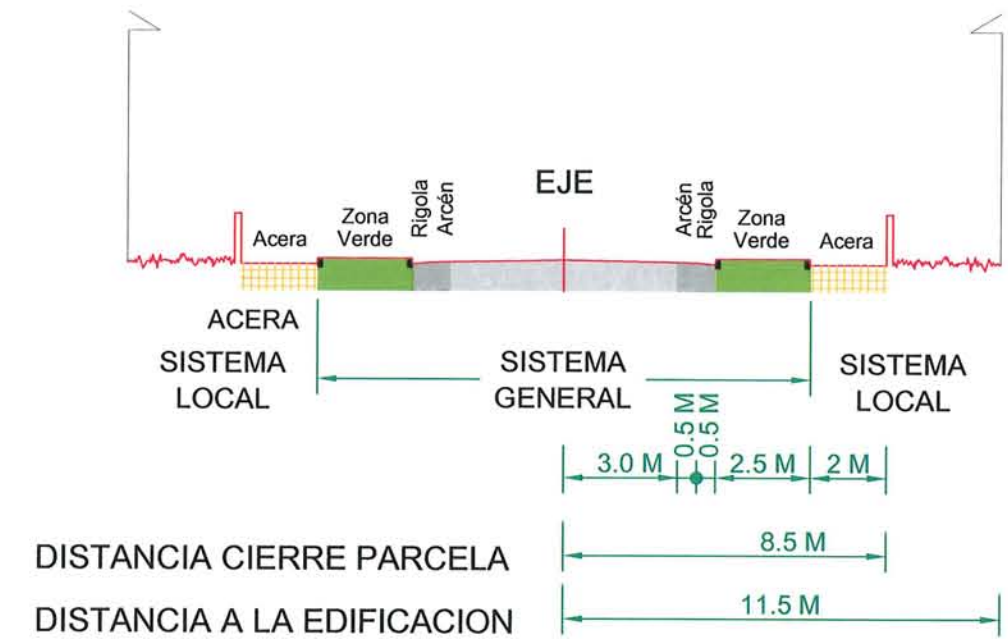 EJE
Acera
Zona
Verde
Rigola
Arcén
Arcén
Rigola
Zona
Verde
Acera
ACERA
SISTEMA
LOCAL
SISTEMA
GENERAL
SISTEMA
LOCAL
3.0 M
0.5 M
0.5 M
2.5 M
2 M
DISTANCIA CIERRE PARCELA
8.5 M
DISTANCIA A LA EDIFICACION
11.5 M